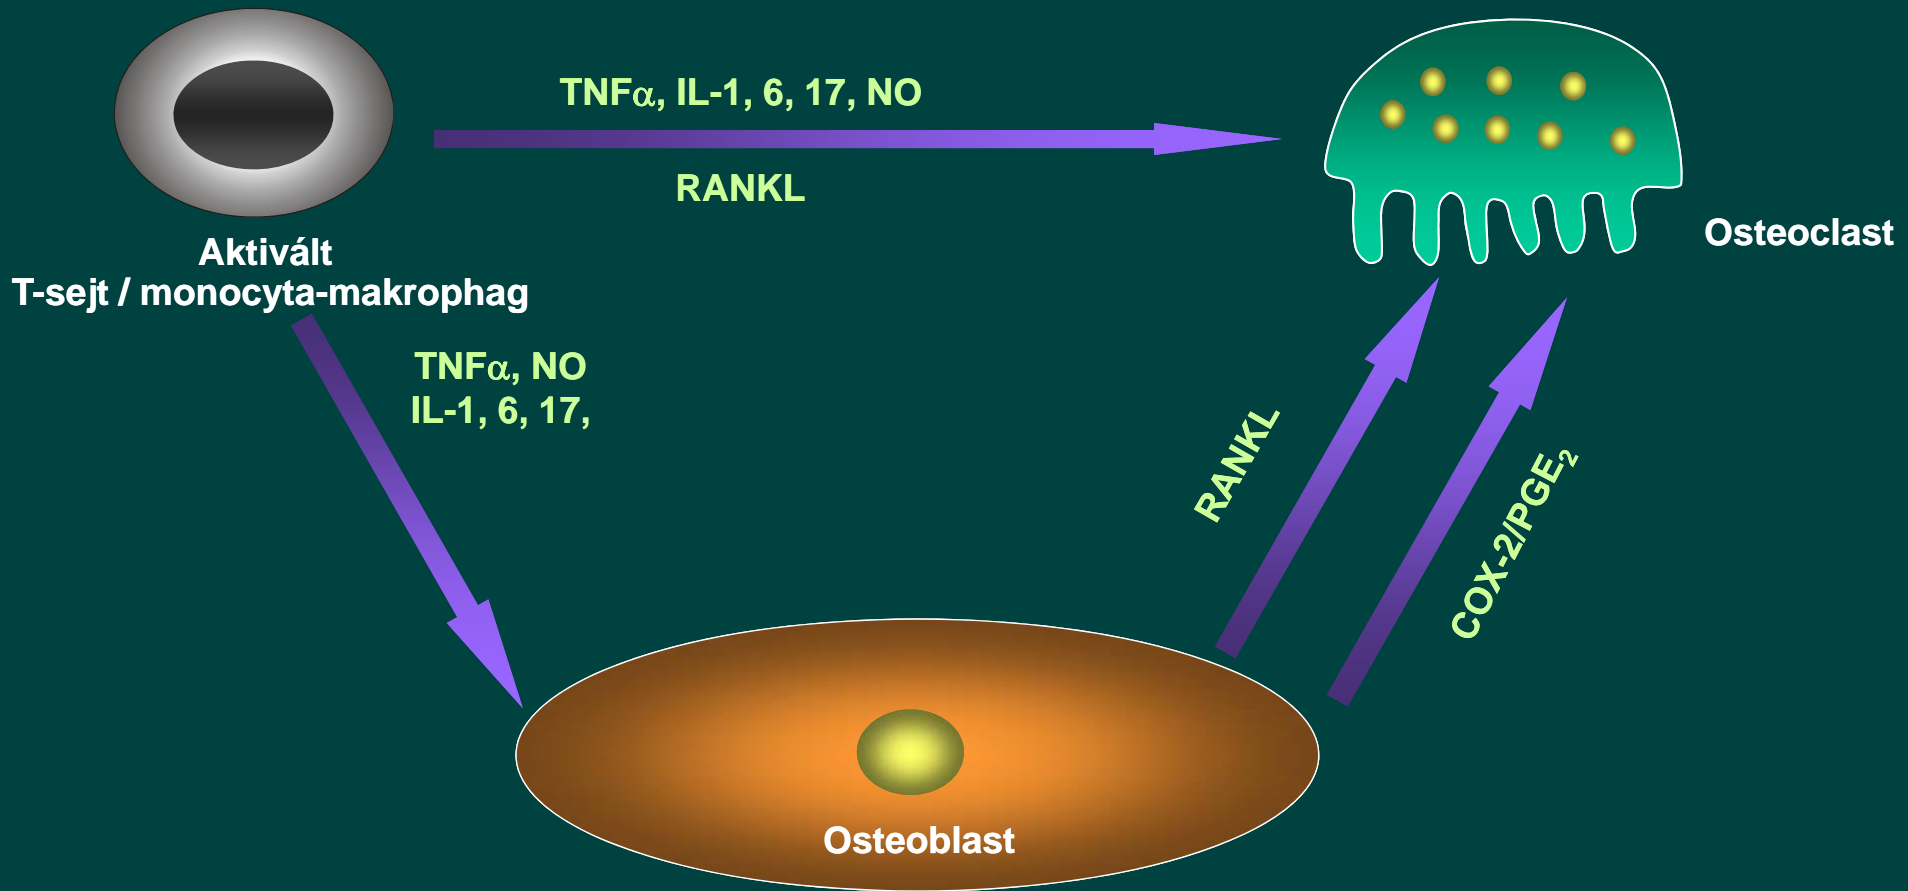 TNFα, IL-1, 6, 17, NO
RANKL
Osteoclast
Aktivált
T-sejt / monocyta-makrophag
TNFα, NO
IL-1, 6, 17,
RANKL
COX-2/PGE₂
Osteoblast